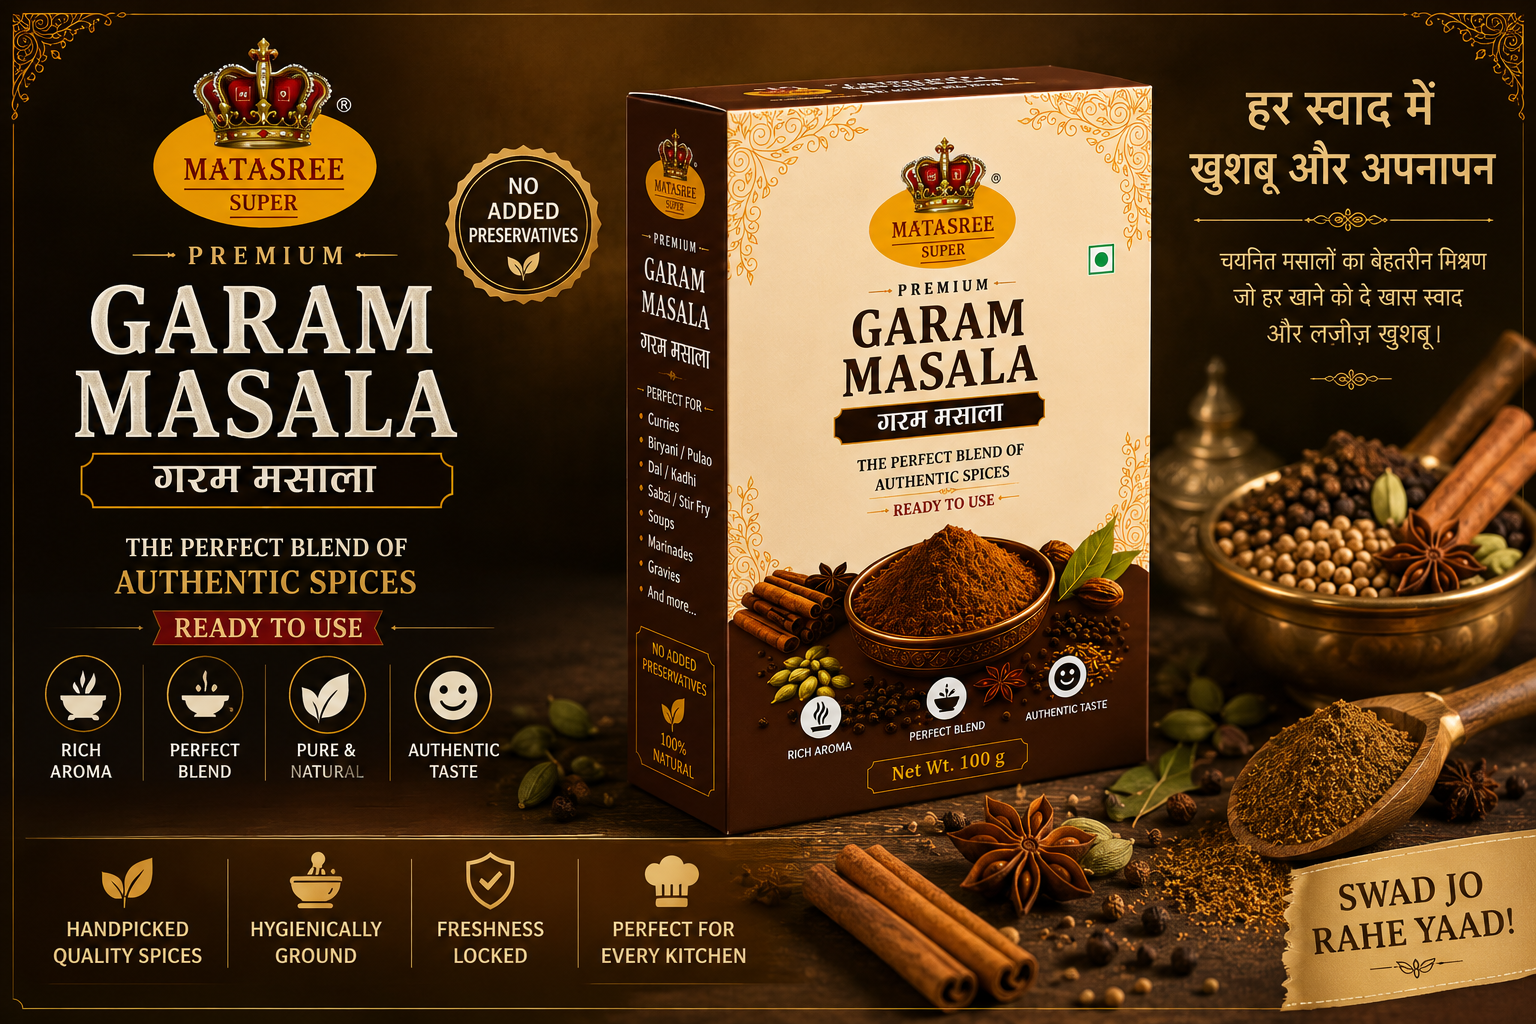 ®
MATASREE
SUPER
PREMIUM
GARAM
MASALA
गरम मसाला
THE PERFECT BLEND OF
AUTHENTIC SPICES
READY TO USE
RICH
AROMA
PERFECT
BLEND
PURE &
NATURAL
AUTHENTIC
TASTE
NO
ADDED
PRESERVATIVES
MATASREE
SUPER
PREMIUM
GARAM
MASALA
गरम मसाला
PERFECT FOR
Curries
Biryani / Pulao
Dal / Kadhi
Sabzi / Stir Fry
Soups
Marinades
Gravies
And more...
NO ADDED
PRESERVATIVES
100%
NATURAL
®
MATASREE
SUPER
PREMIUM
GARAM
MASALA
गरम मसाला
THE PERFECT BLEND OF
AUTHENTIC SPICES
READY TO USE
RICH AROMA
PERFECT BLEND
AUTHENTIC TASTE
Net Wt. 100 g
हर स्वाद में
खुशबू और अपनापन
चयनित मसालों का बेहतरीन मिश्रण
जो हर खाने को दे खास स्वाद
और लज़ीज़ खुशबू।
HANDPICKED
QUALITY SPICES
HYGIENICALLY
GROUND
FRESHNESS
LOCKED
PERFECT FOR
EVERY KITCHEN
SWAD JO
RAHE YAAD!